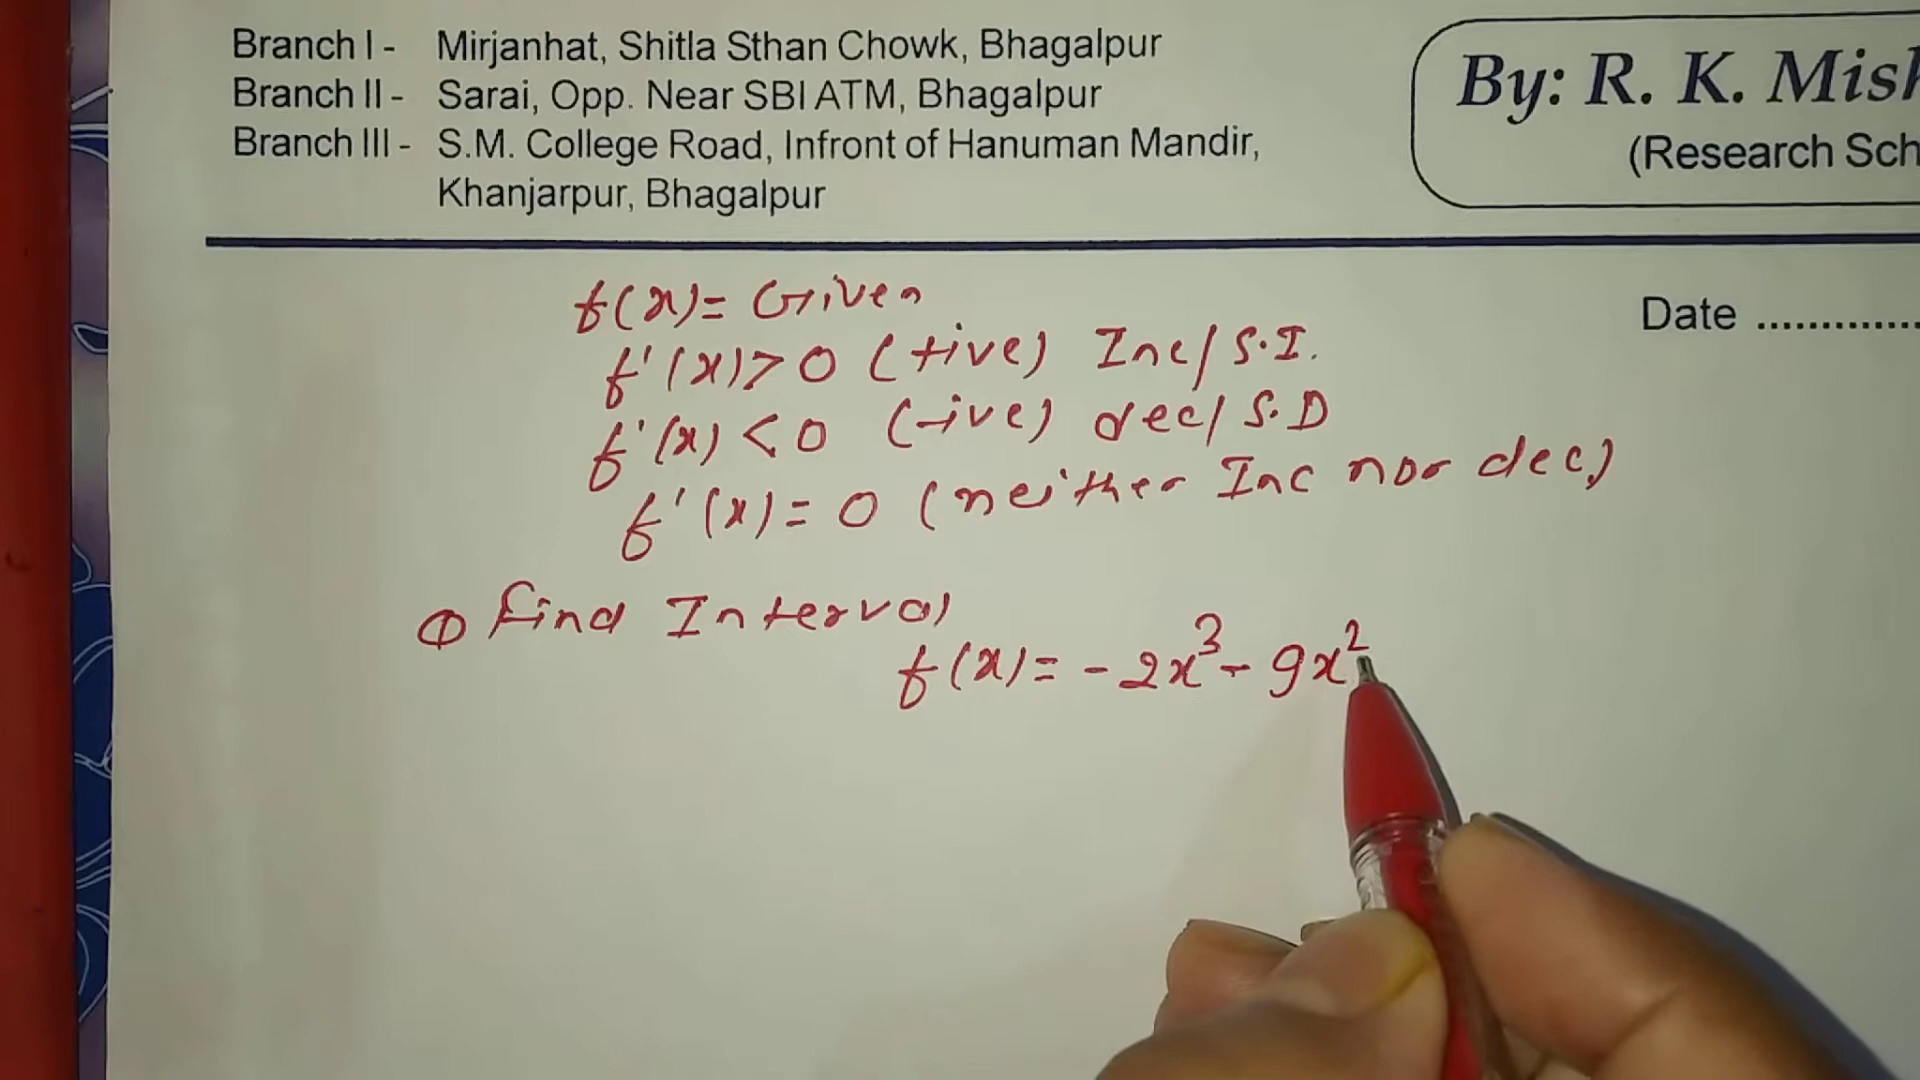 Branch I - Mirjanhat, Shitla Sthan Chowk, Bhagalpur
Branch II - Sarai, Opp. Near SBI ATM, Bhagalpur
Branch III - S.M. College Road, Infront of Hanuman Mandir,
Khanjarpur, Bhagalpur
By: R. K. Mish
(Research Sch
Date ..............
f(x) = Given
f'(x) > 0 (+ive) Inc/S.I.
f'(x) < 0 (-ive) dec/S.D
f'(x) = 0 (neither Inc nor dec)
① Find Interval
f(x) = - 2x³ - 9x²